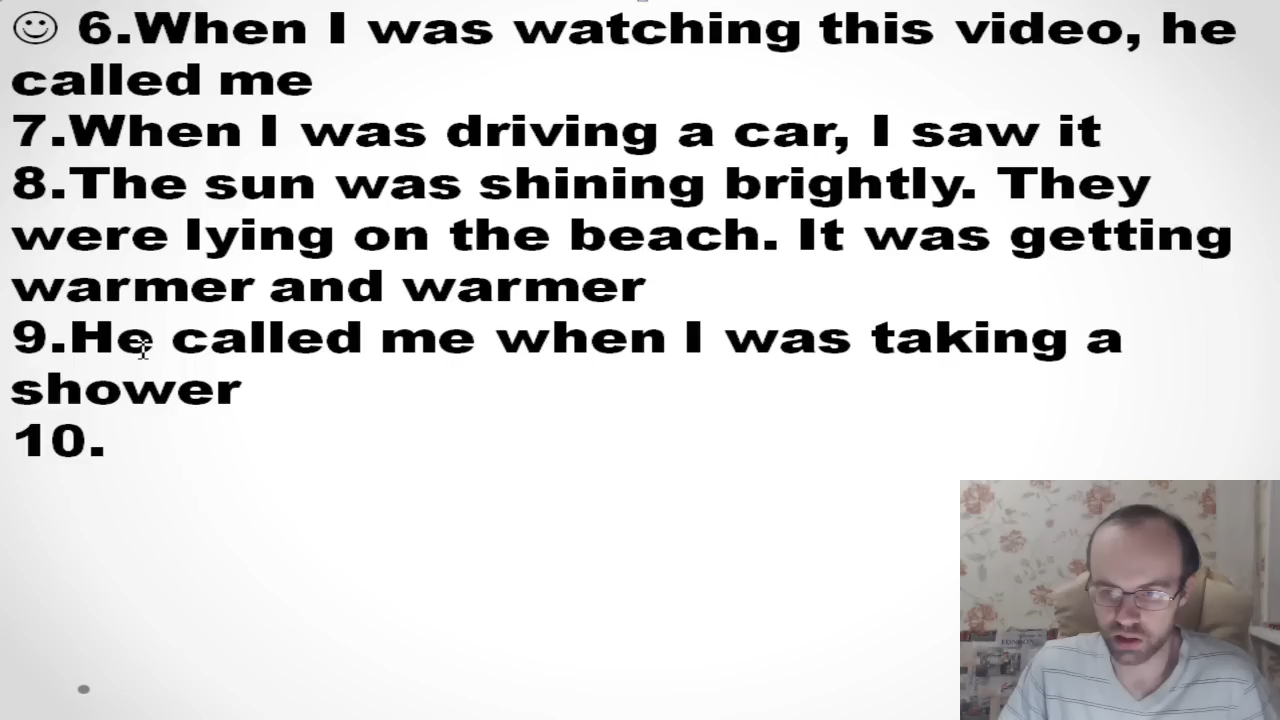 ☺ 6.When I was watching this video, he
called me
7.When I was driving a car, I saw it
8.The sun was shining brightly. They
were lying on the beach. It was getting
warmer and warmer
9.He called me when I was taking a
shower
10.